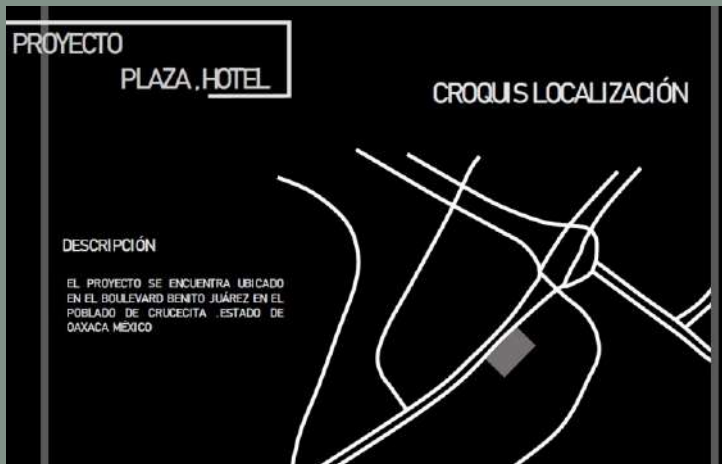 PROYECTO
PLAZA , HOTEL
CROQUIS LOCALIZACIÓN
DESCRIPCIÓN
EL PROYECTO SE ENCUENTRA UBICADO
EN EL BOULEVARD BENITO JUÁREZ EN EL
POBLADO DE CRUCECITA .ESTADO DE
OAXACA MÉXICO